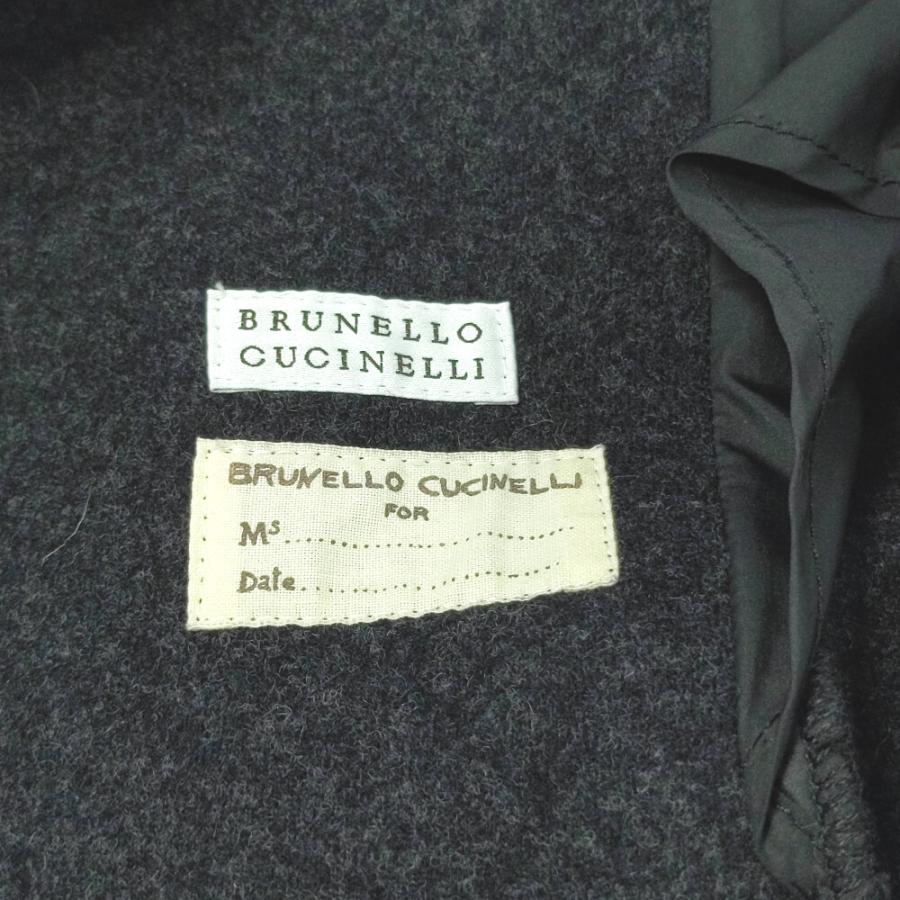 BRUNELLO
CUCINELLI
BRUNELLO CUCINELLI
FOR
Ms..............................
Date..............................